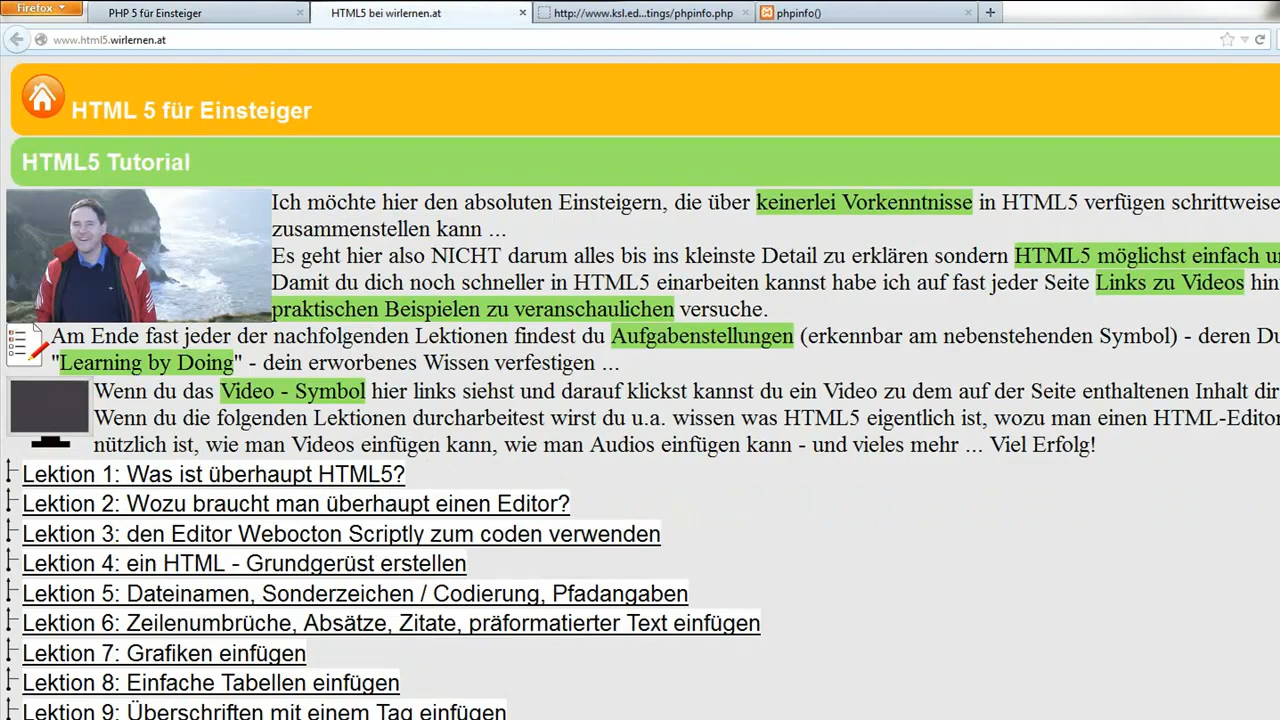 Firefox
PHP 5 für Einsteiger
HTML5 bei wirlernen.at
http://www.ksl.ed...tings/phpinfo.php
phpinfo()
www.html5.wirlernen.at
HTML 5 für Einsteiger
HTML5 Tutorial
Ich möchte hier den absoluten Einsteigern, die über keinerlei Vorkenntnisse in HTML5 verfügen schrittweise
zusammenstellen kann ...
Es geht hier also NICHT darum alles bis ins kleinste Detail zu erklären sondern HTML5 möglichst einfach
Damit du dich noch schneller in HTML5 einarbeiten kannst habe ich auf fast jeder Seite Links zu Videos
praktischen Beispielen zu veranschaulichen versuche.
Am Ende fast jeder der nachfolgenden Lektionen findest du Aufgabenstellungen (erkennbar am nebenstehenden Symbol) - deren
"Learning by Doing" - dein erworbenes Wissen verfestigen ...
Wenn du das Video - Symbol hier links siehst und darauf klickst kannst du ein Video zu dem auf der Seite enthaltenen Inhalt
Wenn du die folgenden Lektionen durcharbeitest wirst du u.a. wissen was HTML5 eigentlich ist, wozu man einen HTML-Editor
nützlich ist, wie man Videos einfügen kann, wie man Audios einfügen kann - und vieles mehr ... Viel Erfolg!
Lektion 1: Was ist überhaupt HTML5?
Lektion 2: Wozu braucht man überhaupt einen Editor?
Lektion 3: den Editor Webocton Scriptly zum coden verwenden
Lektion 4: ein HTML - Grundgerüst erstellen
Lektion 5: Dateinamen, Sonderzeichen / Codierung, Pfadangaben
Lektion 6: Zeilenumbrüche, Absätze, Zitate, präformatierter Text einfügen
Lektion 7: Grafiken einfügen
Lektion 8: Einfache Tabellen einfügen
Lektion 9: Überschriften mit einem Tag einfügen